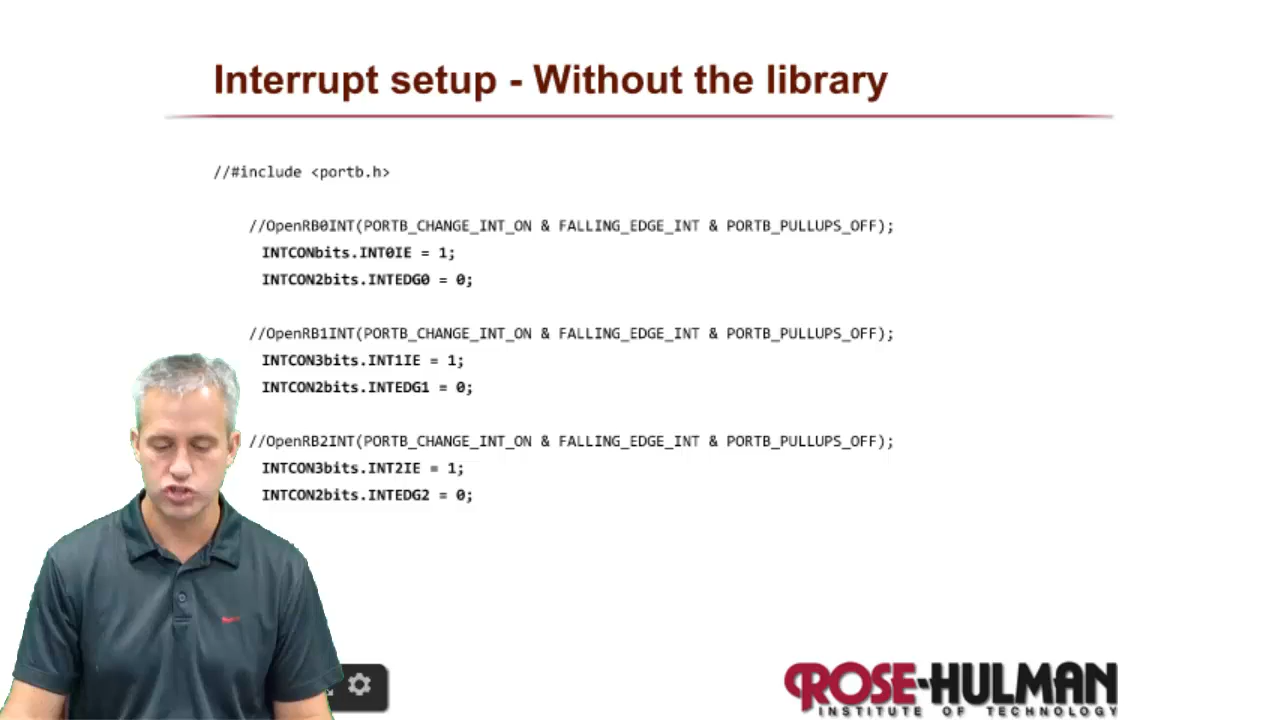 Interrupt setup - Without the library
//#include <portb.h>
//OpenRB0INT(PORTB_CHANGE_INT_ON & FALLING_EDGE_INT & PORTB_PULLUPS_OFF);
INTCONbits.INT0IE = 1;
INTCON2bits.INTEDG0 = 0;
//OpenRB1INT(PORTB_CHANGE_INT_ON & FALLING_EDGE_INT & PORTB_PULLUPS_OFF);
INTCON3bits.INT1IE = 1;
INTCON2bits.INTEDG1 = 0;
//OpenRB2INT(PORTB_CHANGE_INT_ON & FALLING_EDGE_INT & PORTB_PULLUPS_OFF);
INTCON3bits.INT2IE = 1;
INTCON2bits.INTEDG2 = 0;
ROSE-HULMAN
INSTITUTE OF TECHNOLOGY